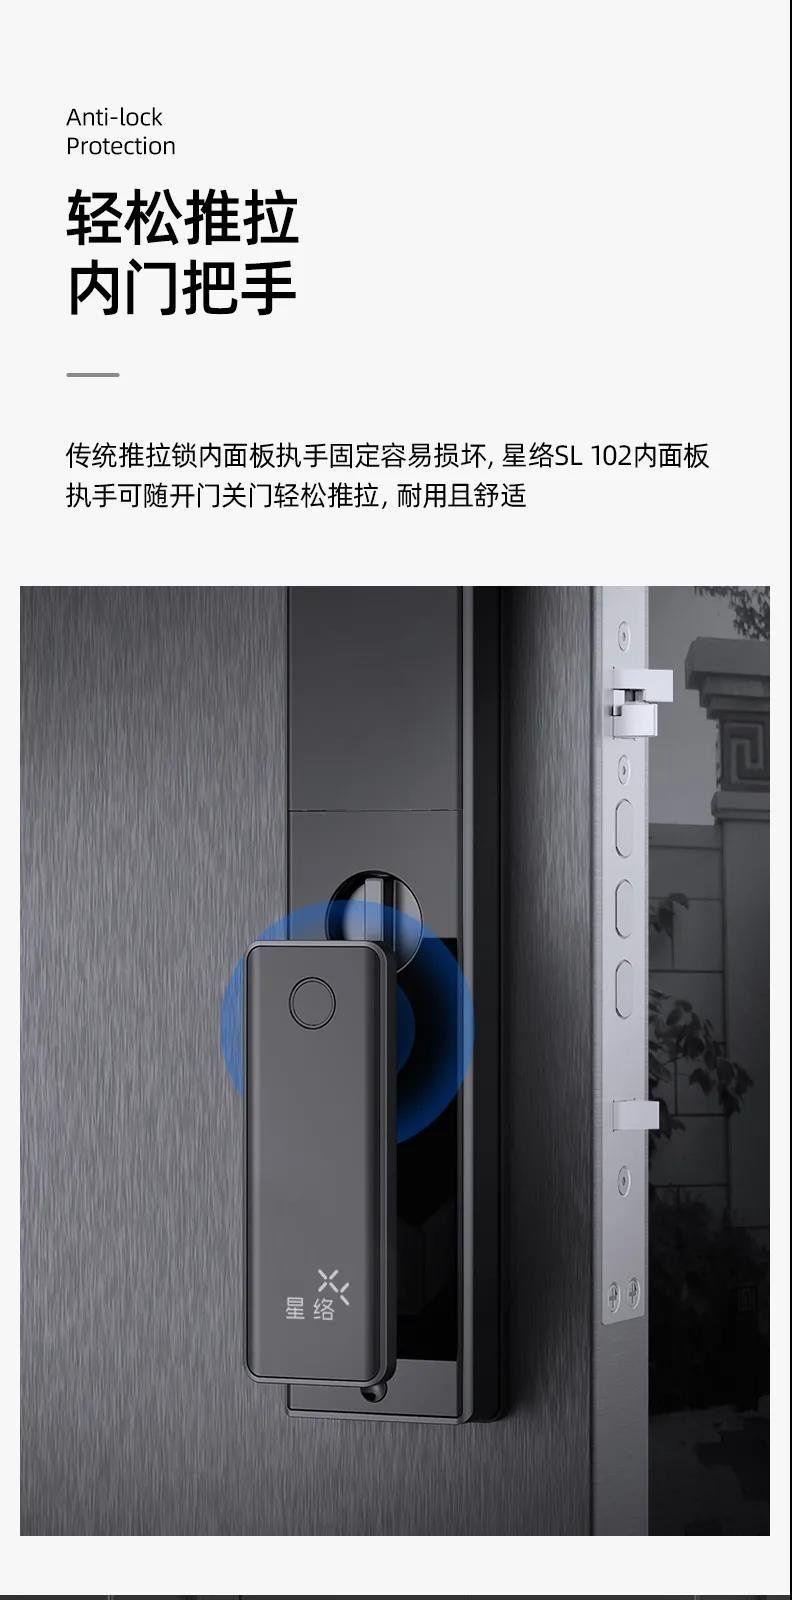 Anti-lock
Protection
轻松推拉
内门把手
传统推拉锁内面板执手固定容易损坏, 星络SL 102内面板
执手可随开门关门轻松推拉, 耐用且舒适
星络